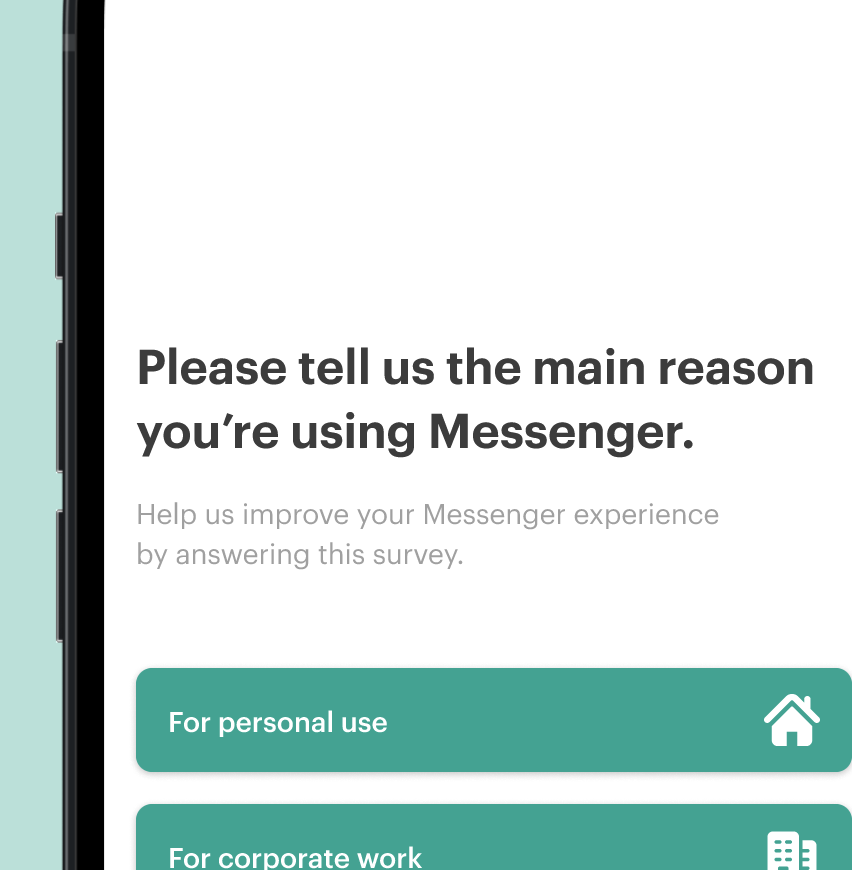 Please tell us the main reason
you’re using Messenger.
Help us improve your Messenger experience
by answering this survey.
For personal use
For corporate work